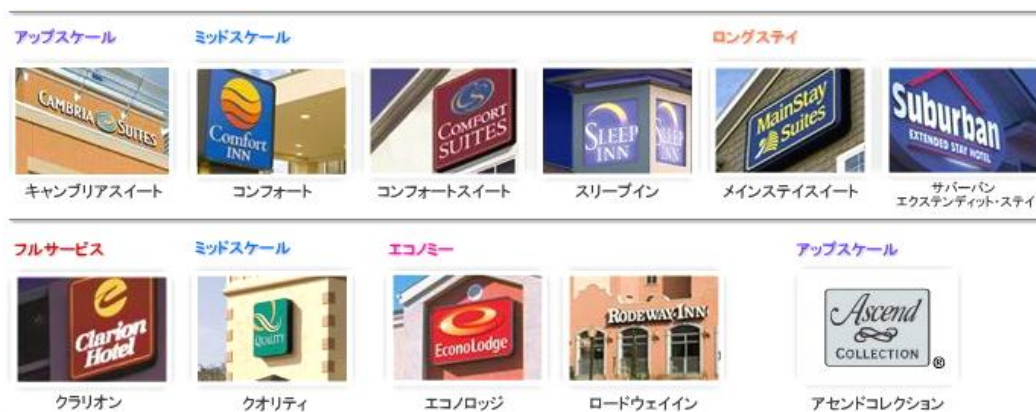 アップスケール
ミッドスケール
ロングステイ
CAMBRIA SUITES
Comfort
INN
COMFORT
SUITES
SLEEP
INN
SLEEP
INN
MainStay
Suites
Suburban
EXTENDED STAY HOTEL
キャンブリアスイート
コンフォート
コンフォートスイート
スリープイン
メインステイスイート
サバーバン
エクステンディット・ステイ
フルサービス
ミッドスケール
エコノミー
アップスケール
Clarion
Hotel
QUALITY
EconoLodge
RODEWAY INN
Ascend
COLLECTION ®
クラリオン
クオリティ
エコノロッジ
ロードウェイイン
アセンドコレクション